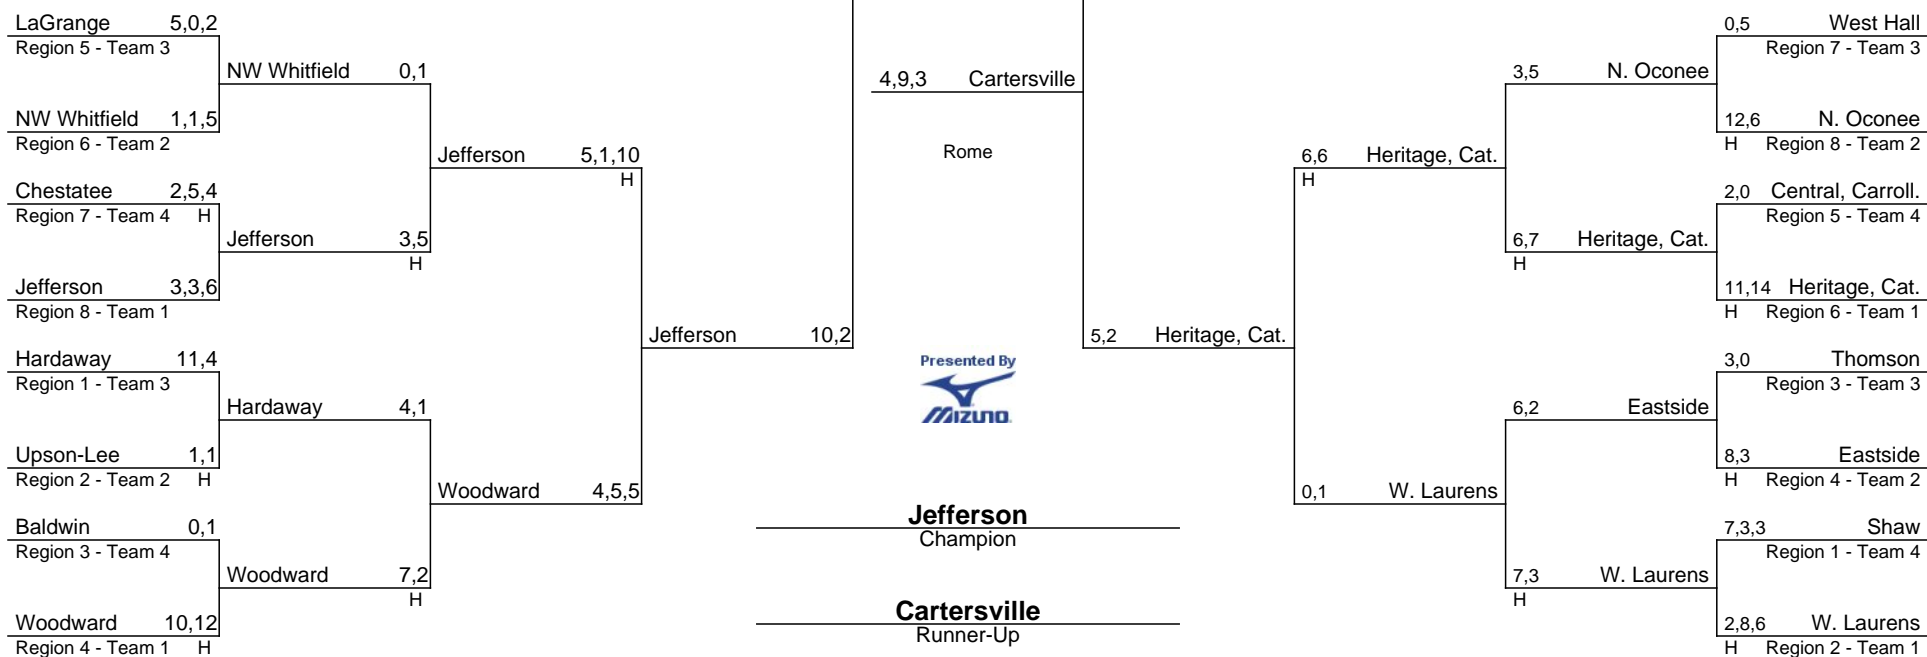 LaGrange 5,0,2
Region 5 - Team 3
NW Whitfield 0,1
NW Whitfield 1,1,5
Region 6 - Team 2
Jefferson 5,1,10
H
Chestatee 2,5,4
Region 7 - Team 4 H
Jefferson 3,5
H
Jefferson 3,3,6
Region 8 - Team 1
Jefferson 10,2
Hardaway 11,4
Region 1 - Team 3
Hardaway 4,1
Upson-Lee 1,1
Region 2 - Team 2 H
Woodward 4,5,5
Baldwin 0,1
Region 3 - Team 4
Woodward 7,2
H
Woodward 10,12
Region 4 - Team 1 H
4,9,3 Cartersville
Rome
Presented By
MIZUNO
Jefferson
Champion
Cartersville
Runner-Up
0,5 West Hall
Region 7 - Team 3
3,5 N. Oconee
12,6 N. Oconee
H Region 8 - Team 2
6,6 Heritage, Cat.
H
2,0 Central, Carroll.
Region 5 - Team 4
6,7 Heritage, Cat.
H
11,14 Heritage, Cat.
H Region 6 - Team 1
5,2 Heritage, Cat.
3,0 Thomson
Region 3 - Team 3
6,2 Eastside
8,3 Eastside
H Region 4 - Team 2
0,1 W. Laurens
7,3,3 Shaw
Region 1 - Team 4
7,3 W. Laurens
H
2,8,6 W. Laurens
H Region 2 - Team 1